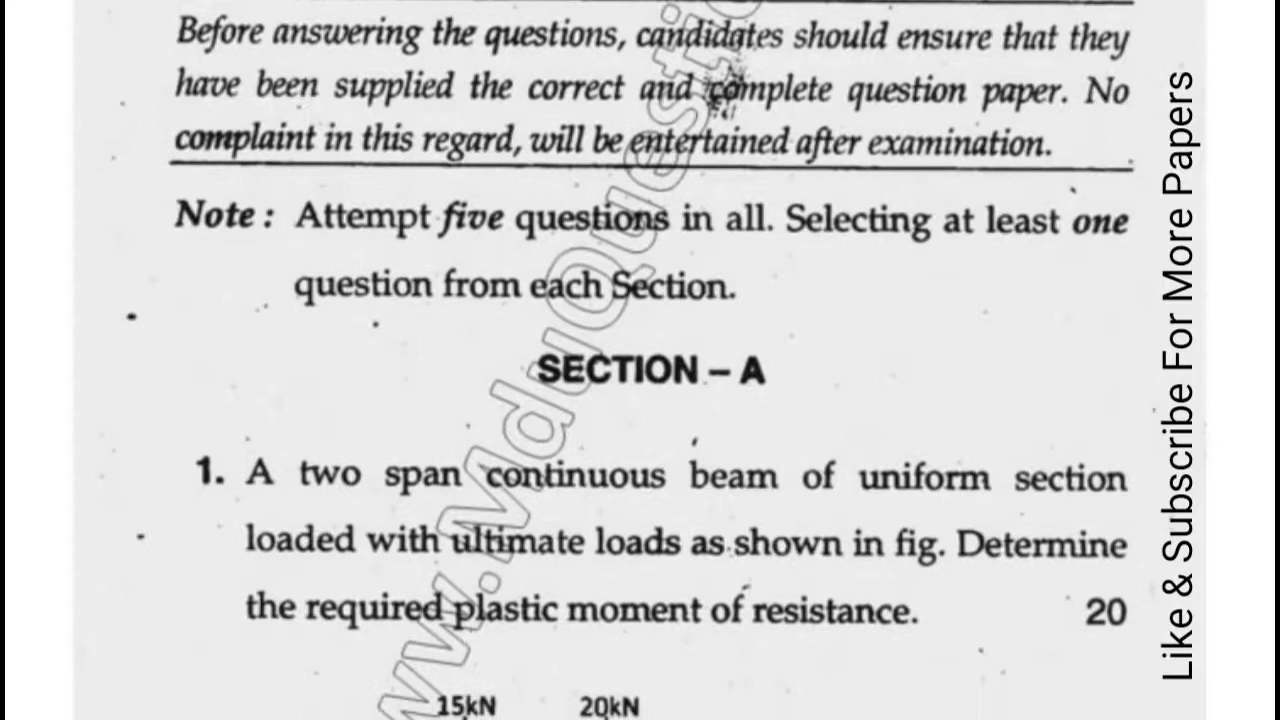 Before answering the questions, candidates should ensure that they
have been supplied the correct and complete question paper. No
complaint in this regard, will be entertained after examination.
Note : Attempt five questions in all. Selecting at least one
question from each Section.
SECTION – A
1. A two span continuous beam of uniform section
loaded with ultimate loads as shown in fig. Determine
the required plastic moment of resistance. 20
15kN 20kN
Like & Subscribe For More Papers
ww.MduQuestio